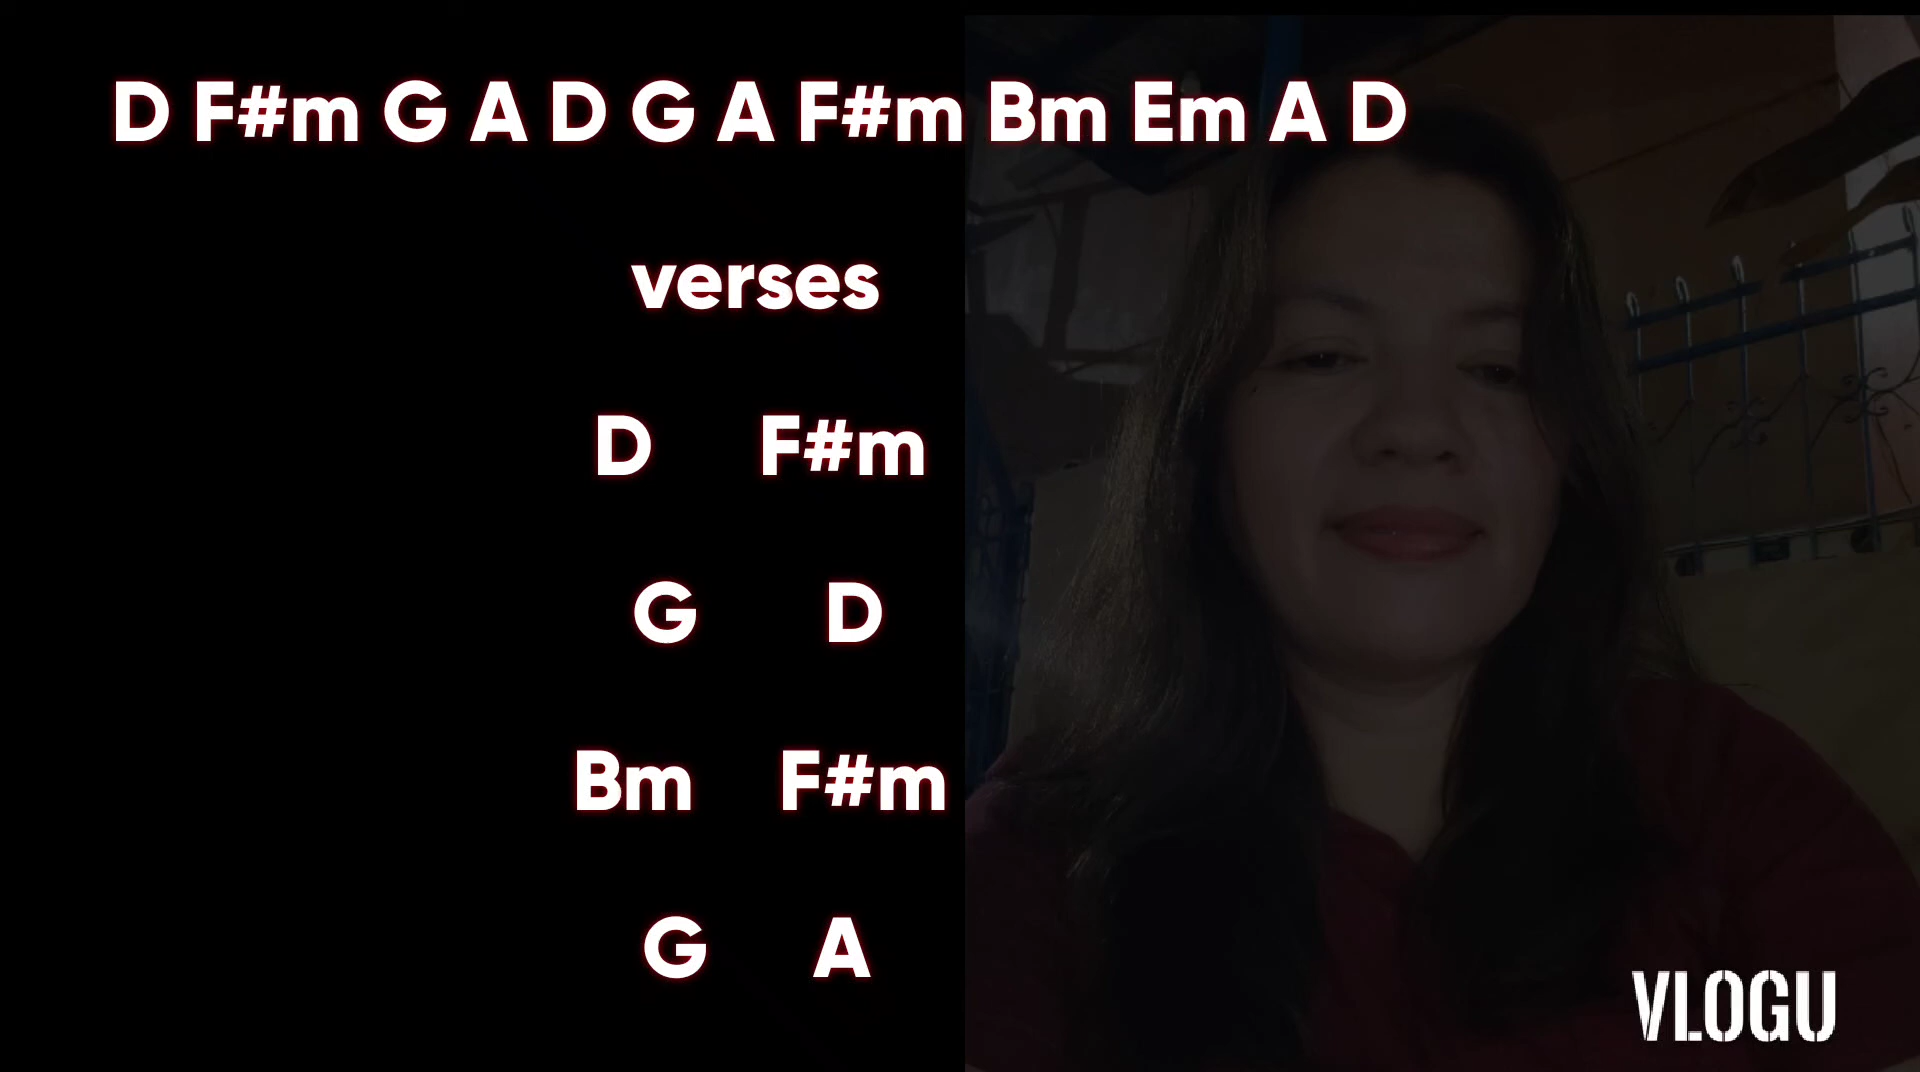 D F#m G A D G A F#m Bm Em A D
verses
D F#m
G D
Bm F#m
G A
VLOGU